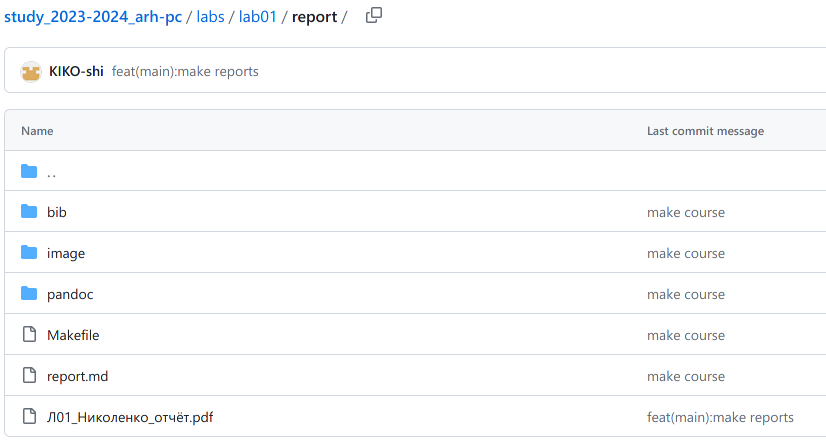 study_2023-2024_arh-pc / labs / lab01 / report /
KIKO-shi feat(main):make reports
Name Last commit message
..
bib make course
image make course
pandoc make course
Makefile make course
report.md make course
Л01_Николенко_отчёт.pdf feat(main):make reports